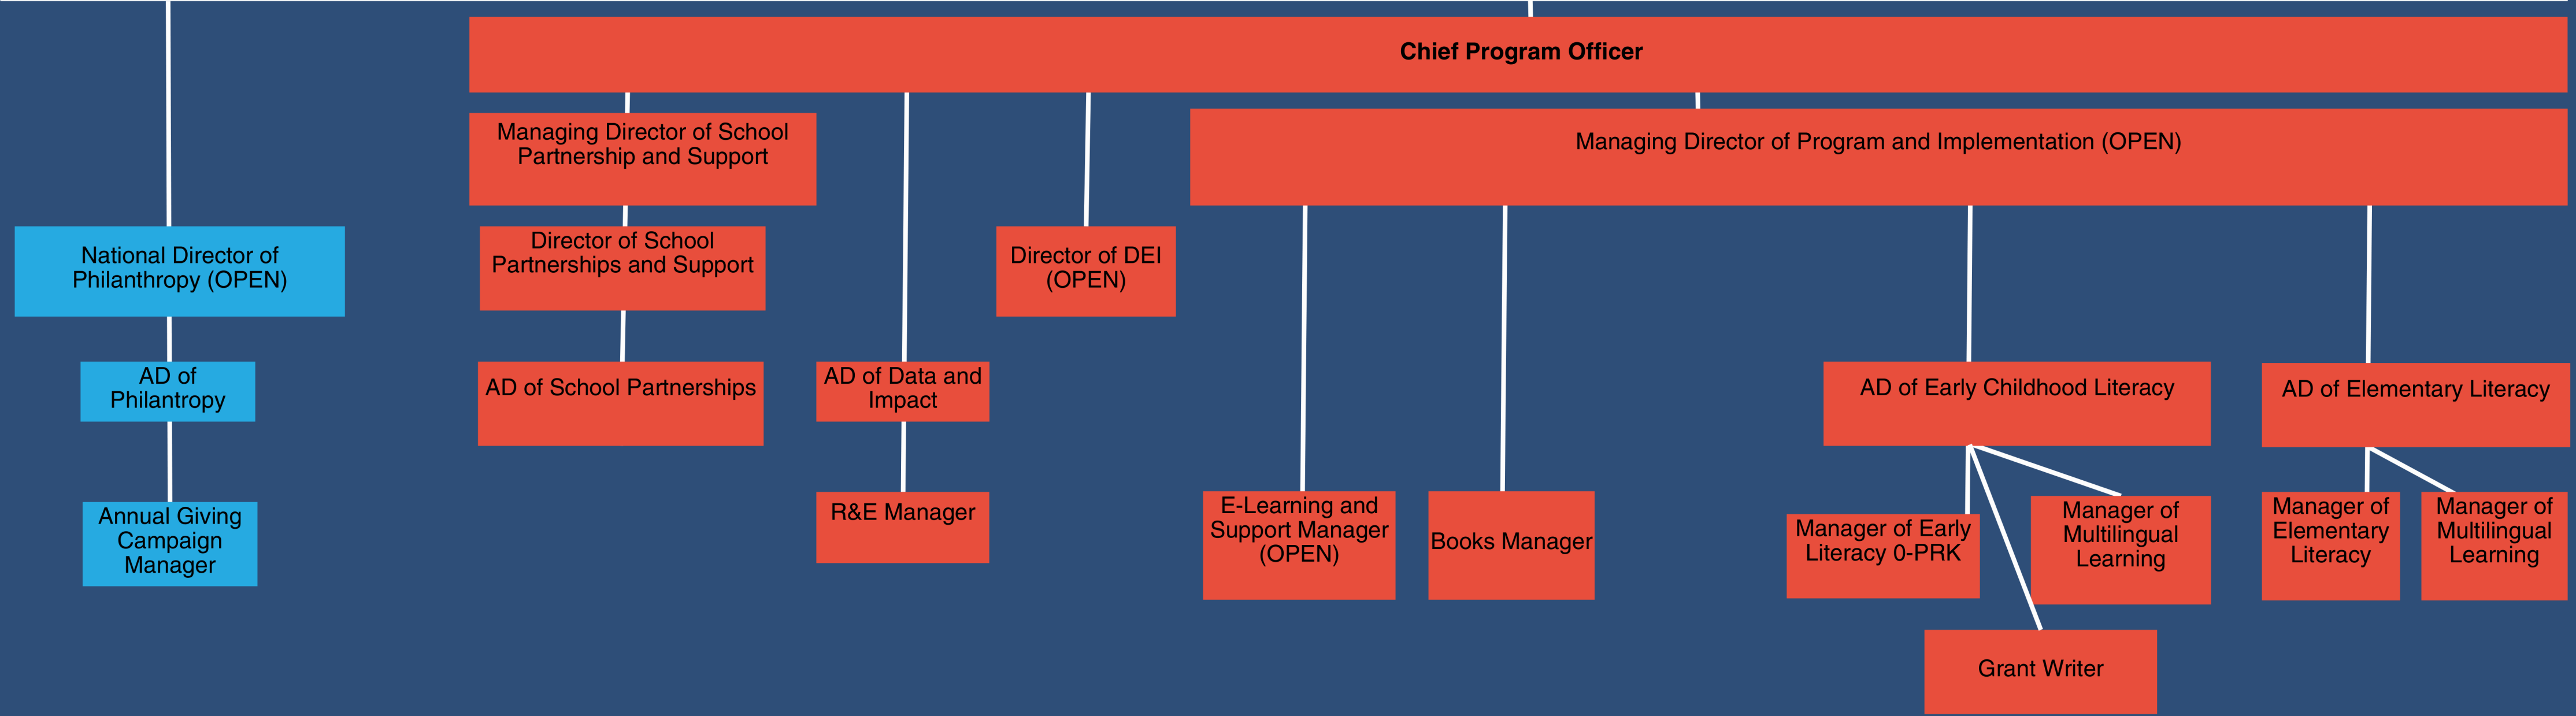 Chief Program Officer
Managing Director of School
Partnership and Support
Managing Director of Program and Implementation (OPEN)
National Director of
Philanthropy (OPEN)
Director of School
Partnerships and Support
Director of DEI
(OPEN)
AD of
Philantropy
AD of School Partnerships
AD of Data and
Impact
AD of Early Childhood Literacy
AD of Elementary Literacy
Annual Giving
Campaign
Manager
R&E Manager
E-Learning and
Support Manager
(OPEN)
Books Manager
Manager of Early
Literacy 0-PRK
Manager of
Multilingual
Learning
Manager of
Elementary
Literacy
Manager of
Multilingual
Learning
Grant Writer